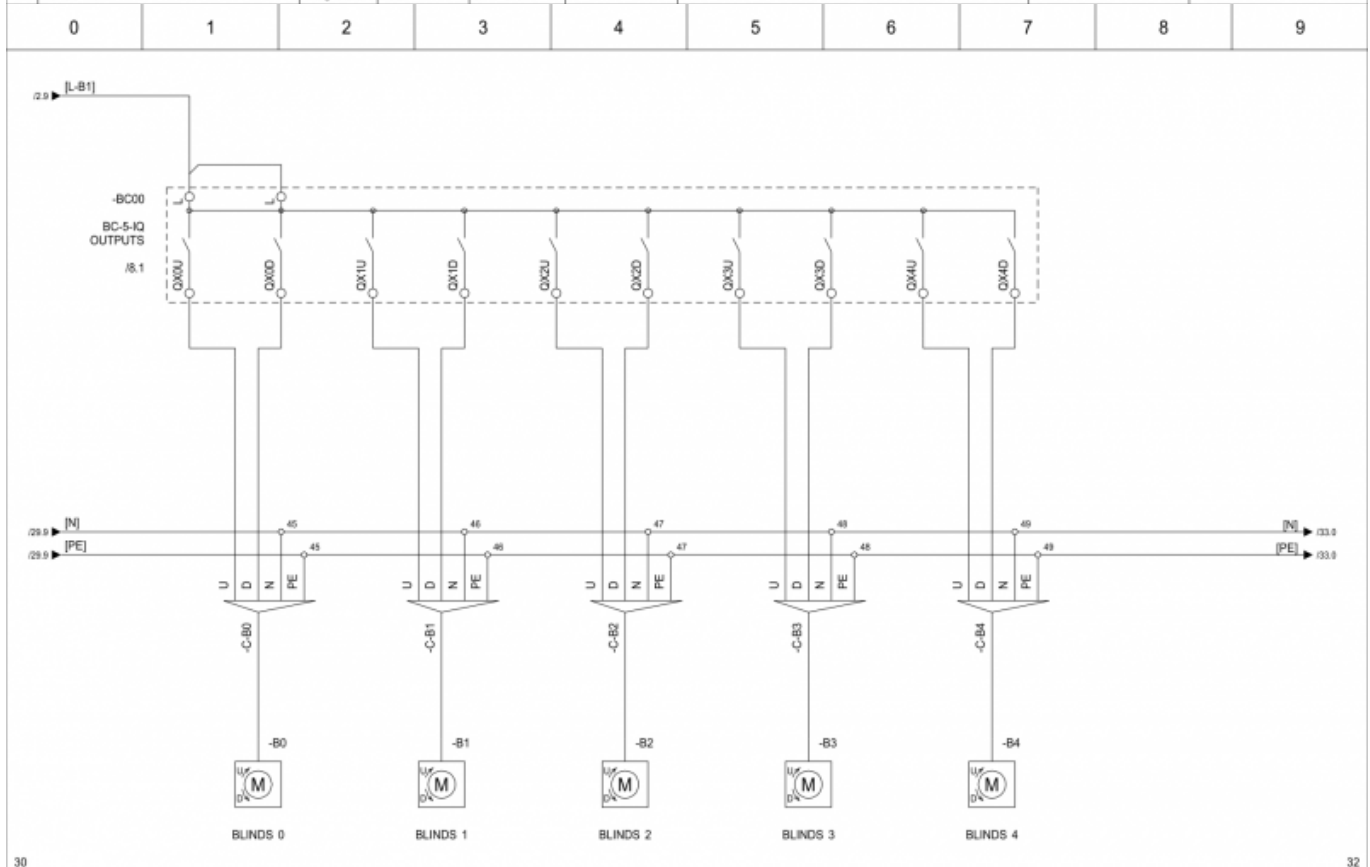 0 1 2 3 4 5 6 7 8 9
/2.9 [L-B1]
-BC00
L L
BC-5-IQ
OUTPUTS
/8.1
QX0U QX0D QX1U QX1D QX2U QX2D QX3U QX3D QX4U QX4D
/29.9 [N] 45 46 47 48 49 [N] /33.0
/29.9 [PE] 45 46 47 48 49 [PE] /33.0
U D N PE U D N PE U D N PE U D N PE U D N PE
-C-B0 -C-B1 -C-B2 -C-B3 -C-B4
-B0 -B1 -B2 -B3 -B4
U U U U U
M M M M M
D D D D D
BLINDS 0 BLINDS 1 BLINDS 2 BLINDS 3 BLINDS 4
30 32